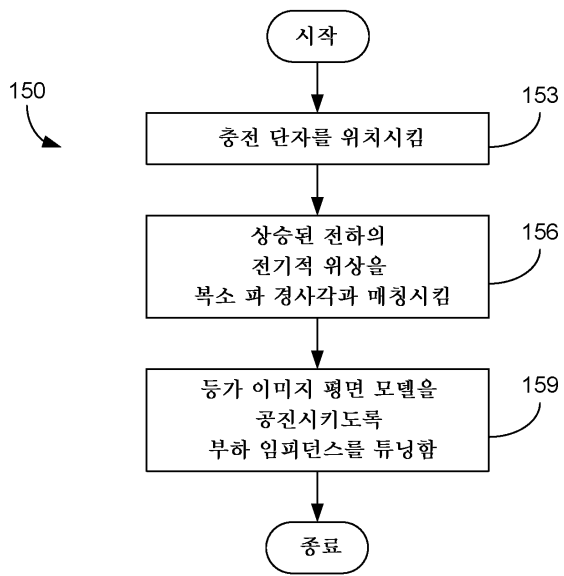 시작
150
153
충전 단자를 위치시킴
156
상승된 전하의
전기적 위상을
복소 파 경사각과 매칭시킴
159
등가 이미지 평면 모델을
공진시키도록
부하 임피던스를 튜닝함
종료